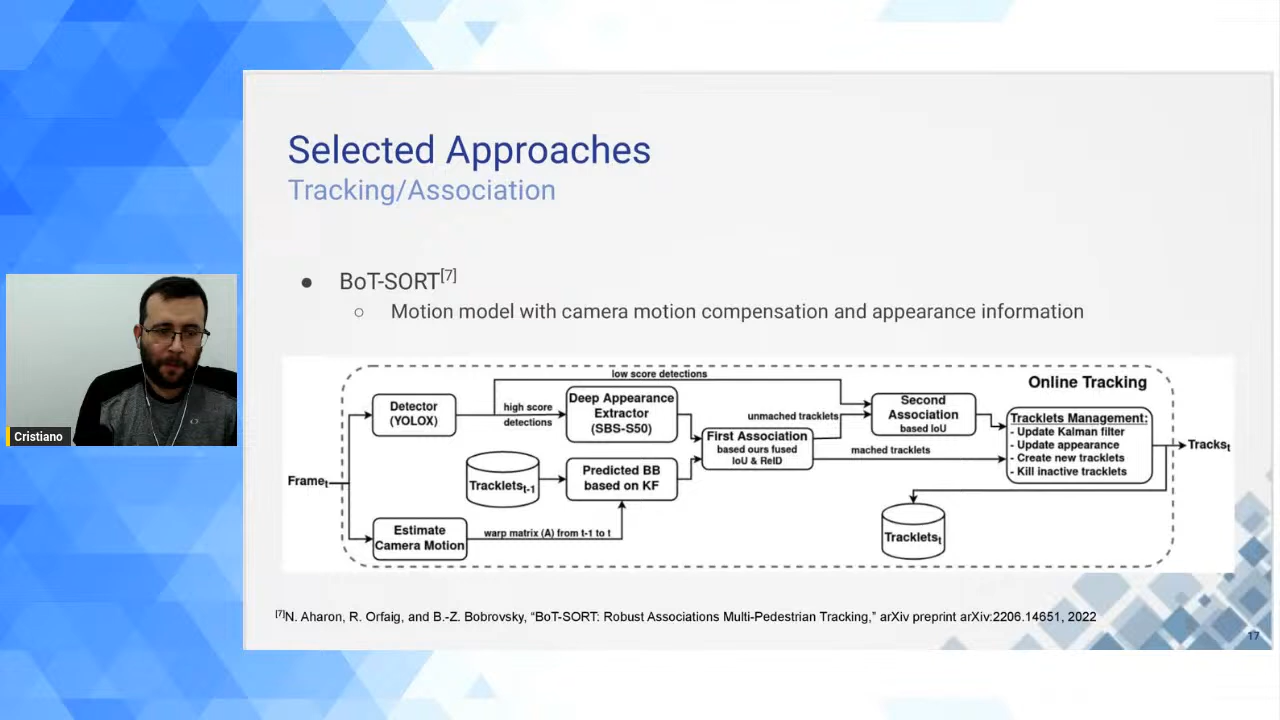 Selected Approaches
Tracking/Association
● BoT-SORT[7]
○ Motion model with camera motion compensation and appearance information
low score detections
Online Tracking
Detector
(YOLOX)
high score
detections
Deep Appearance
Extractor
(SBS-S50)
unmached tracklets
Second
Association
based IoU
Tracklets Management:
- Update Kalman filter
- Update appearance
- Create new tracklets
- Kill inactive tracklets
Trackst
First Association
based ours fused
IoU & ReID
mached tracklets
Framet
Trackletst-1
Predicted BB
based on KF
Estimate
Camera Motion
warp matrix (A) from t-1 to t
Trackletst
Cristiano
[7]N. Aharon, R. Orfaig, and B.-Z. Bobrovsky, “BoT-SORT: Robust Associations Multi-Pedestrian Tracking,” arXiv preprint arXiv:2206.14651, 2022
17